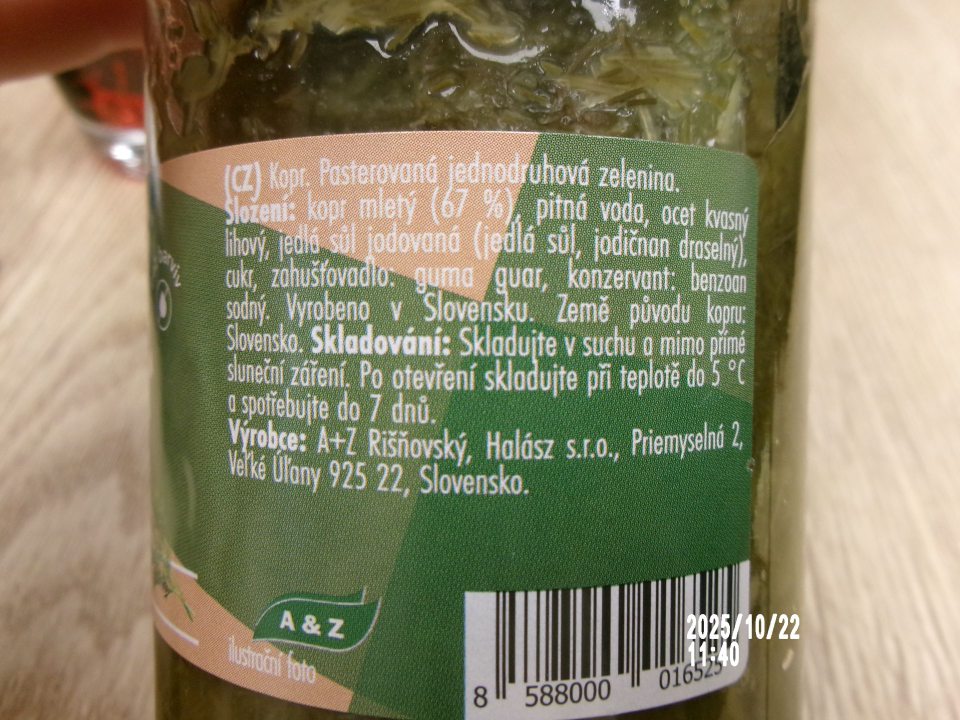 (CZ) Kopr. Pasterovaná jednodruhová zelenina.
Složení: kopr mletý (67 %), pitná voda, ocet kvasný
lihový, jedlá sůl jodovaná (jedlá sůl, jodičnan draselný),
cukr, zahušťovadlo: guma guar, konzervant: benzoan
sodný. Vyrobeno v Slovensku. Země původu kopru:
Slovensko. Skladování: Skladujte v suchu a mimo přímé
sluneční záření. Po otevření skladujte při teplotě do 5 °C
a spotřebujte do 7 dnů.
Výrobce: A+Z Rišňovský, Halász s.r.o., Priemyselná 2,
Veľké Úľany 925 22, Slovensko.
A & Z
ilustrační foto
8 588000 016525
2025/10/22
11:40